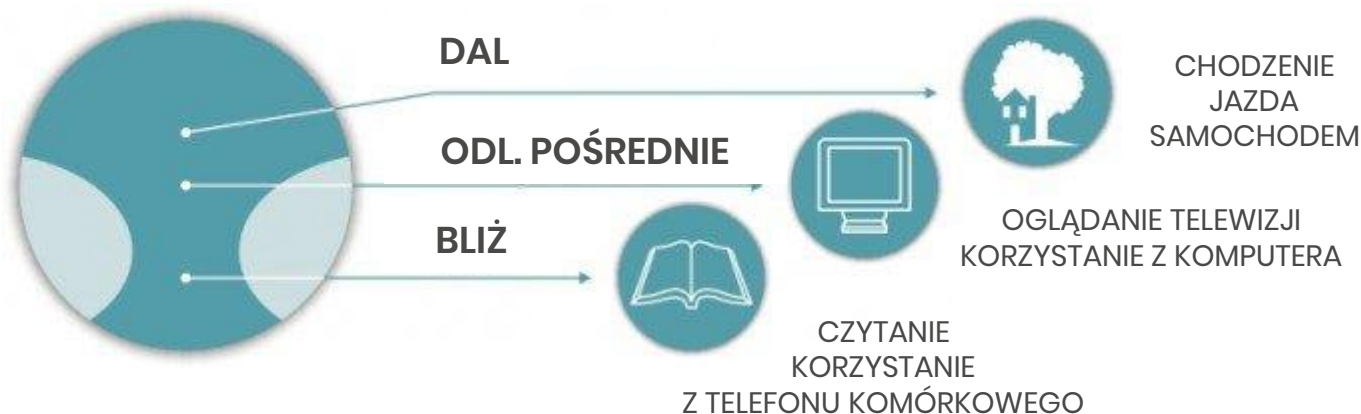 DAL
CHODZENIE
JAZDA
SAMOCHODEM
ODL. POŚREDNIE
OGLĄDANIE TELEWIZJI
KORZYSTANIE Z KOMPUTERA
BLIŻ
CZYTANIE
KORZYSTANIE
Z TELEFONU KOMÓRKOWEGO